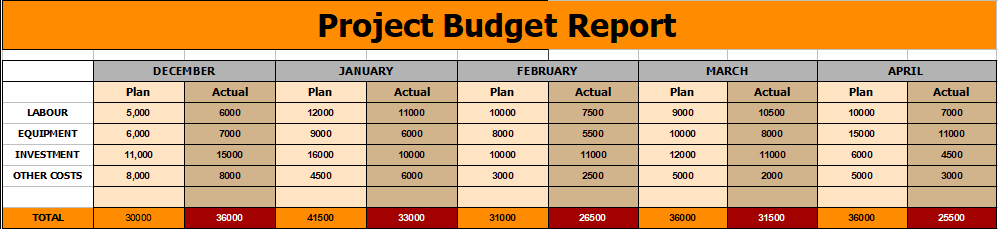 Project Budget Report
DECEMBER JANUARY FEBRUARY MARCH APRIL
Plan Actual Plan Actual Plan Actual Plan Actual Plan Actual
LABOUR 5,000 6000 12000 11000 10000 7500 9000 10500 10000 7000
EQUIPMENT 6,000 7000 9000 6000 8000 5500 10000 8000 15000 11000
INVESTMENT 11,000 15000 16000 10000 10000 11000 12000 11000 6000 4500
OTHER COSTS 8,000 8000 4500 6000 3000 2500 5000 2000 5000 3000
TOTAL 30000 36000 41500 33000 31000 26500 36000 31500 36000 25500